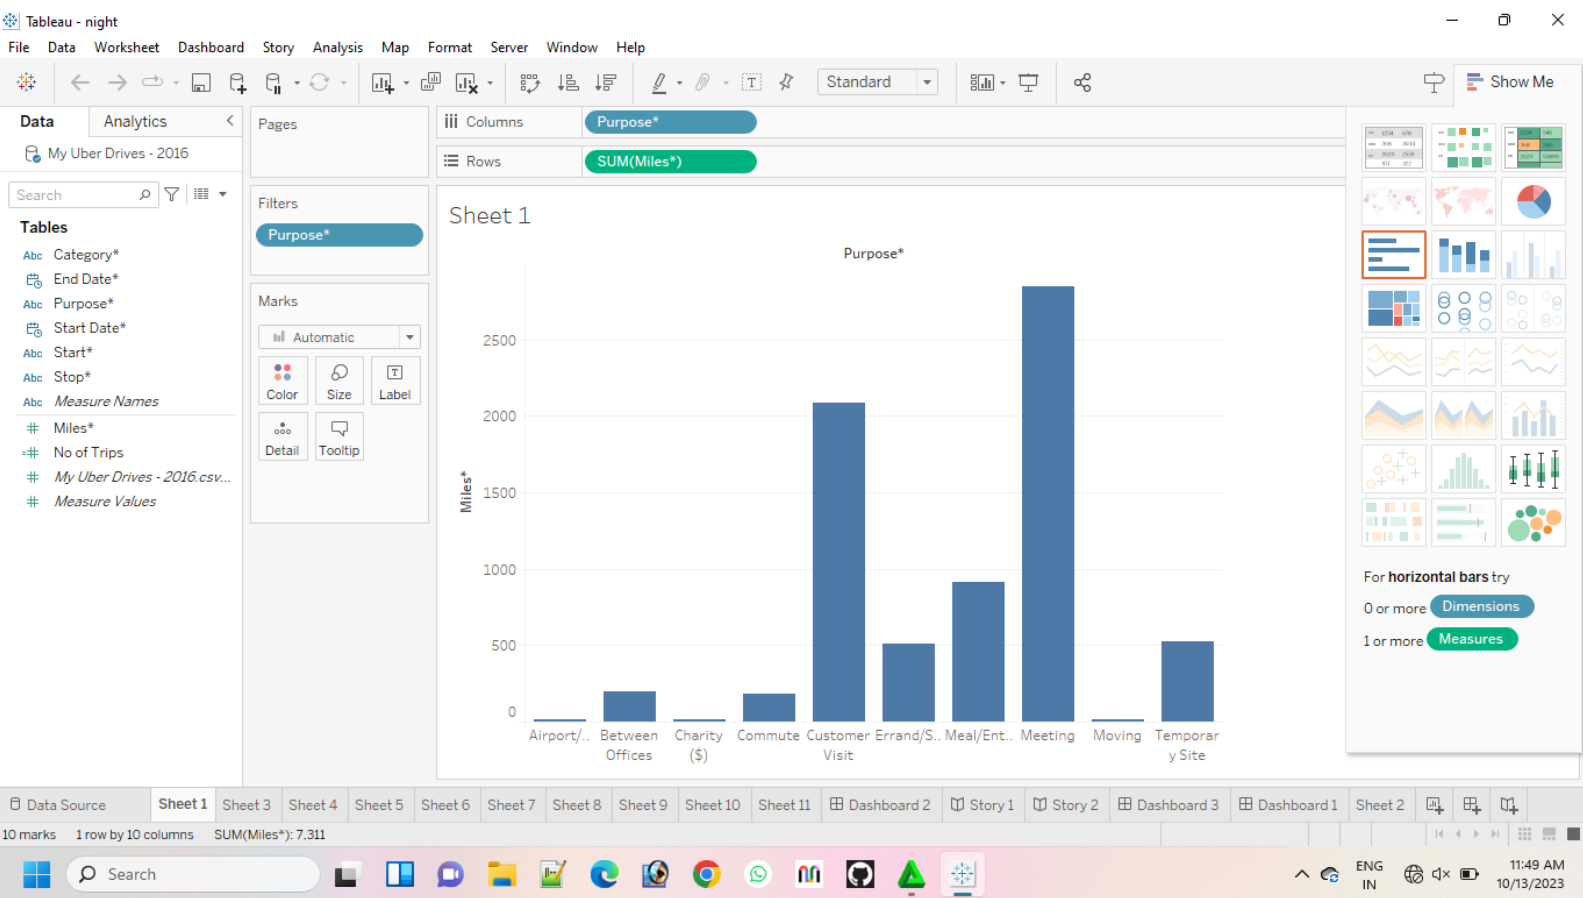 Tableau - night
File Data Worksheet Dashboard Story Analysis Map Format Server Window Help
Standard
Show Me
Data Analytics
My Uber Drives - 2016
Search
Tables
Abc Category*
End Date*
Abc Purpose*
Start Date*
Abc Start*
Abc Stop*
Abc Measure Names
# Miles*
=# No of Trips
# My Uber Drives - 2016.csv...
# Measure Values
Pages
Filters
Purpose*
Marks
Automatic
Color Size Label
Detail Tooltip
Columns Purpose*
Rows SUM(Miles*)
Sheet 1
Purpose*
Miles*
2500
2000
1500
1000
500
0
Airport/.. Between Offices Charity ($) Commute Customer Visit Errand/S.. Meal/Ent.. Meeting Moving Temporar y Site
For horizontal bars try
0 or more Dimensions
1 or more Measures
Data Source Sheet 1 Sheet 3 Sheet 4 Sheet 5 Sheet 6 Sheet 7 Sheet 8 Sheet 9 Sheet 10 Sheet 11 Dashboard 2 Story 1 Story 2 Dashboard 3 Dashboard 1 Sheet 2
10 marks 1 row by 10 columns SUM(Miles*): 7,311
Search
ENG
IN
11:49 AM
10/13/2023